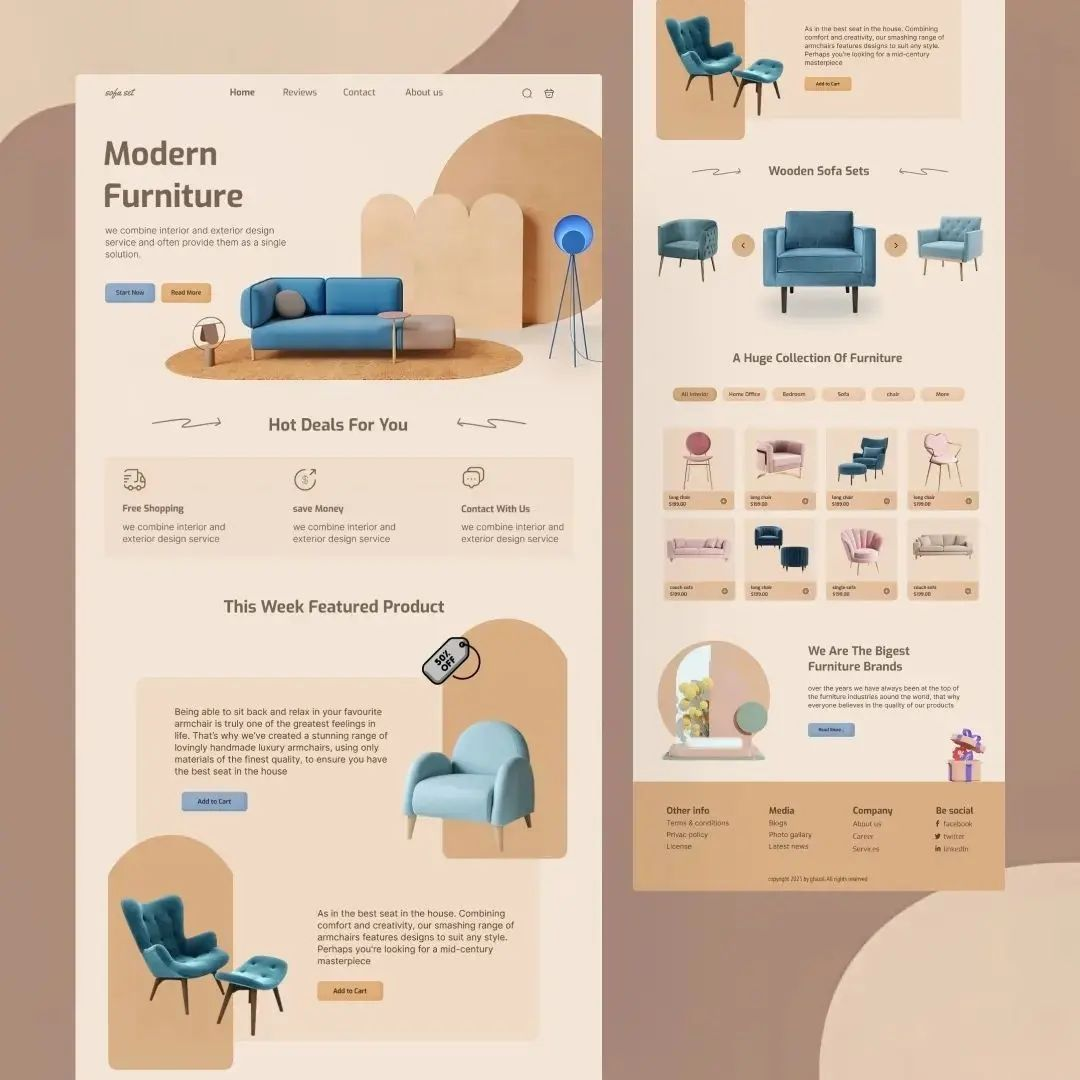 sofa set
Home
Reviews
Contact
About us
Modern
Furniture
we combine interior and exterior design
service and often provide them as a single
solution.
Start Now
Read More
Hot Deals For You
Free Shopping
we combine interior and
exterior design service
save Money
we combine interior and
exterior design service
Contact With Us
we combine interior and
exterior design service
This Week Featured Product
50%
OFF
Being able to sit back and relax in your favourite
armchair is truly one of the greatest feelings in
life. That's why we've created a stunning range of
lovingly handmade luxury armchairs, using only
materials of the finest quality, to ensure you have
the best seat in the house
Add to Cart
As in the best seat in the house. Combining
comfort and creativity, our smashing range of
armchairs features designs to suit any style.
Perhaps you're looking for a mid-century
masterpiece
Add to Cart
As in the best seat in the house. Combining
comfort and creativity, our smashing range of
armchairs features designs to suit any style.
Perhaps you're looking for a mid-century
masterpiece
Add to Cart
Wooden Sofa Sets
A Huge Collection Of Furniture
All Interior
Home Office
Bedroom
Sofa
chair
More
long chair
$199.00
long chair
$199.00
long chair
$199.00
long chair
$199.00
couch sofa
$199.00
long chair
$199.00
single sofa
$199.00
couch sofa
$199.00
We Are The Bigest
Furniture Brands
over the years we have always been at the top of
the furniture industries aound the world, that why
everyone believes in the quality of our products
Read More
Other info
Terms & conditions
Privac policy
License
Media
Blogs
Photo gallary
Latest news
Company
About us
Career
Services
Be social
facebook
twitter
linkedin
copyright 2023 by All rights reserved